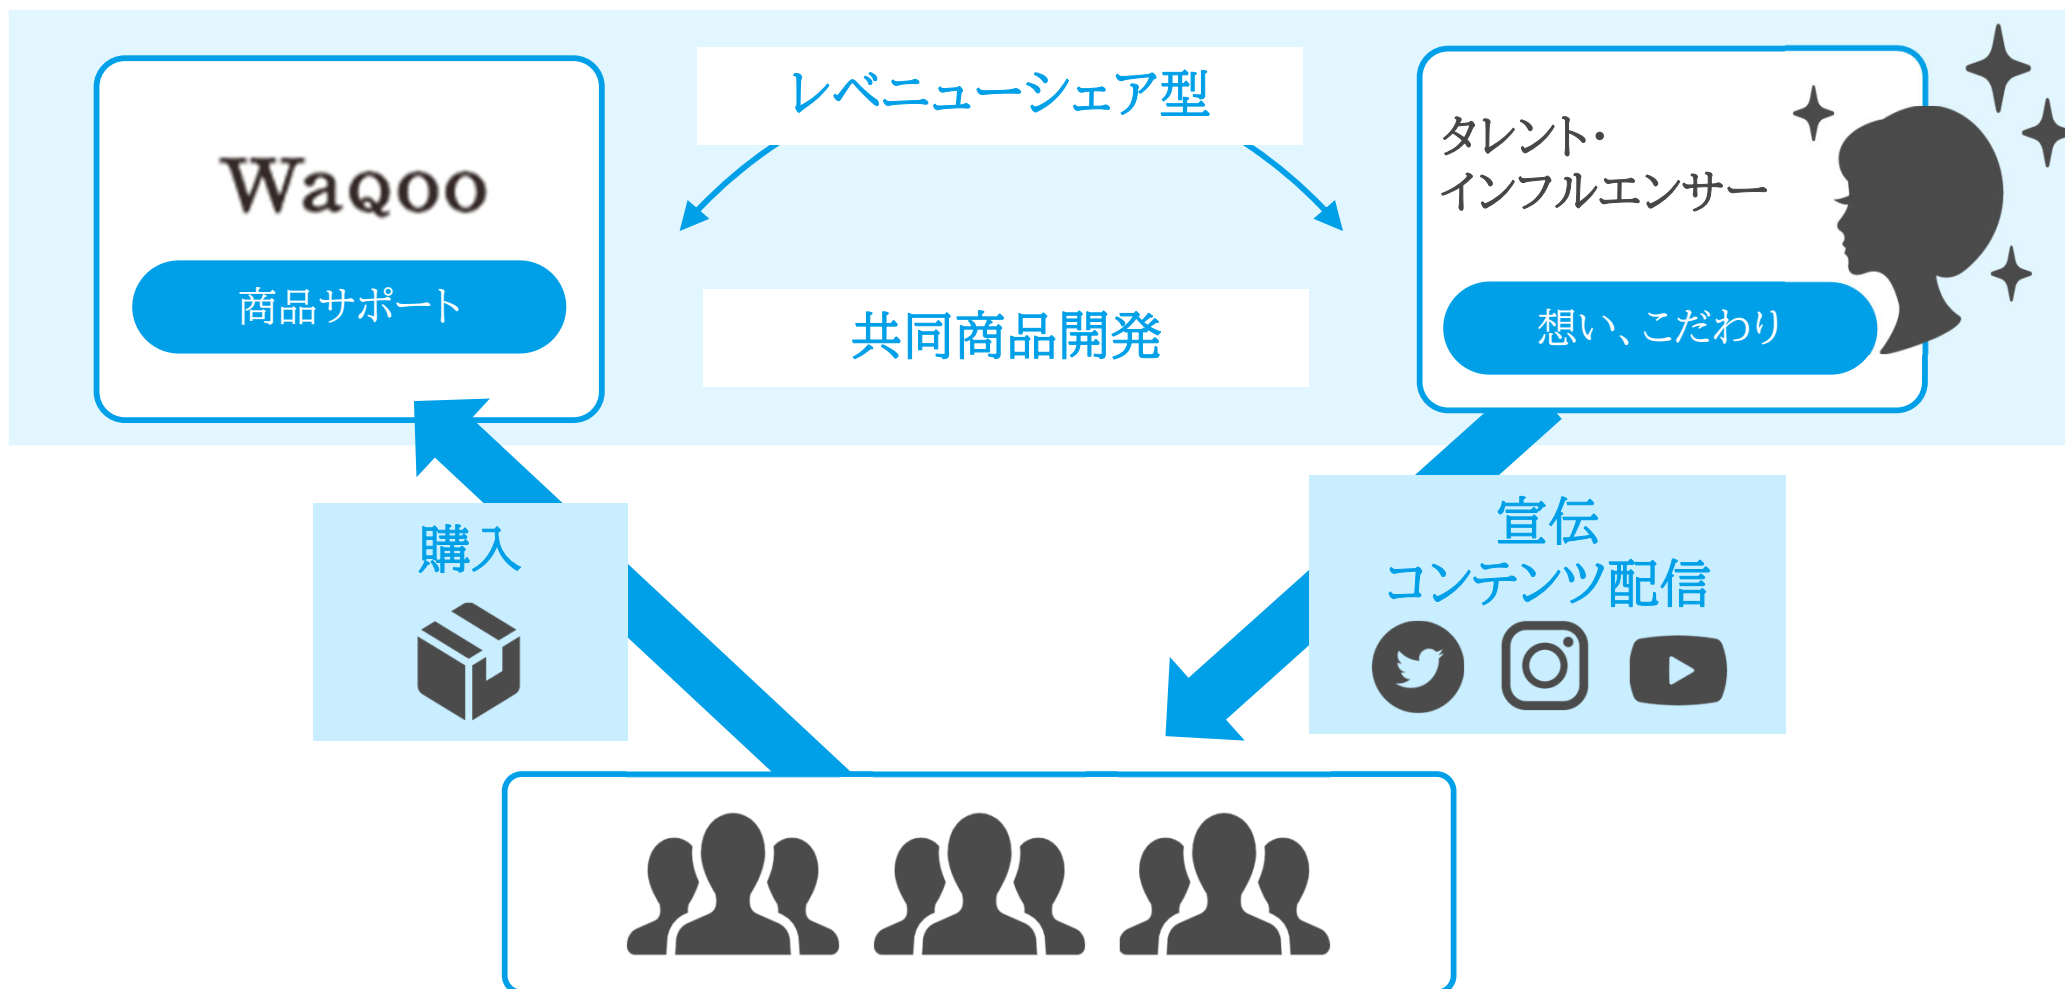 レベニューシェア型
Waqoo
商品サポート
タレント・
インフルエンサー
想い、こだわり
共同商品開発
購入
宣伝
コンテンツ配信